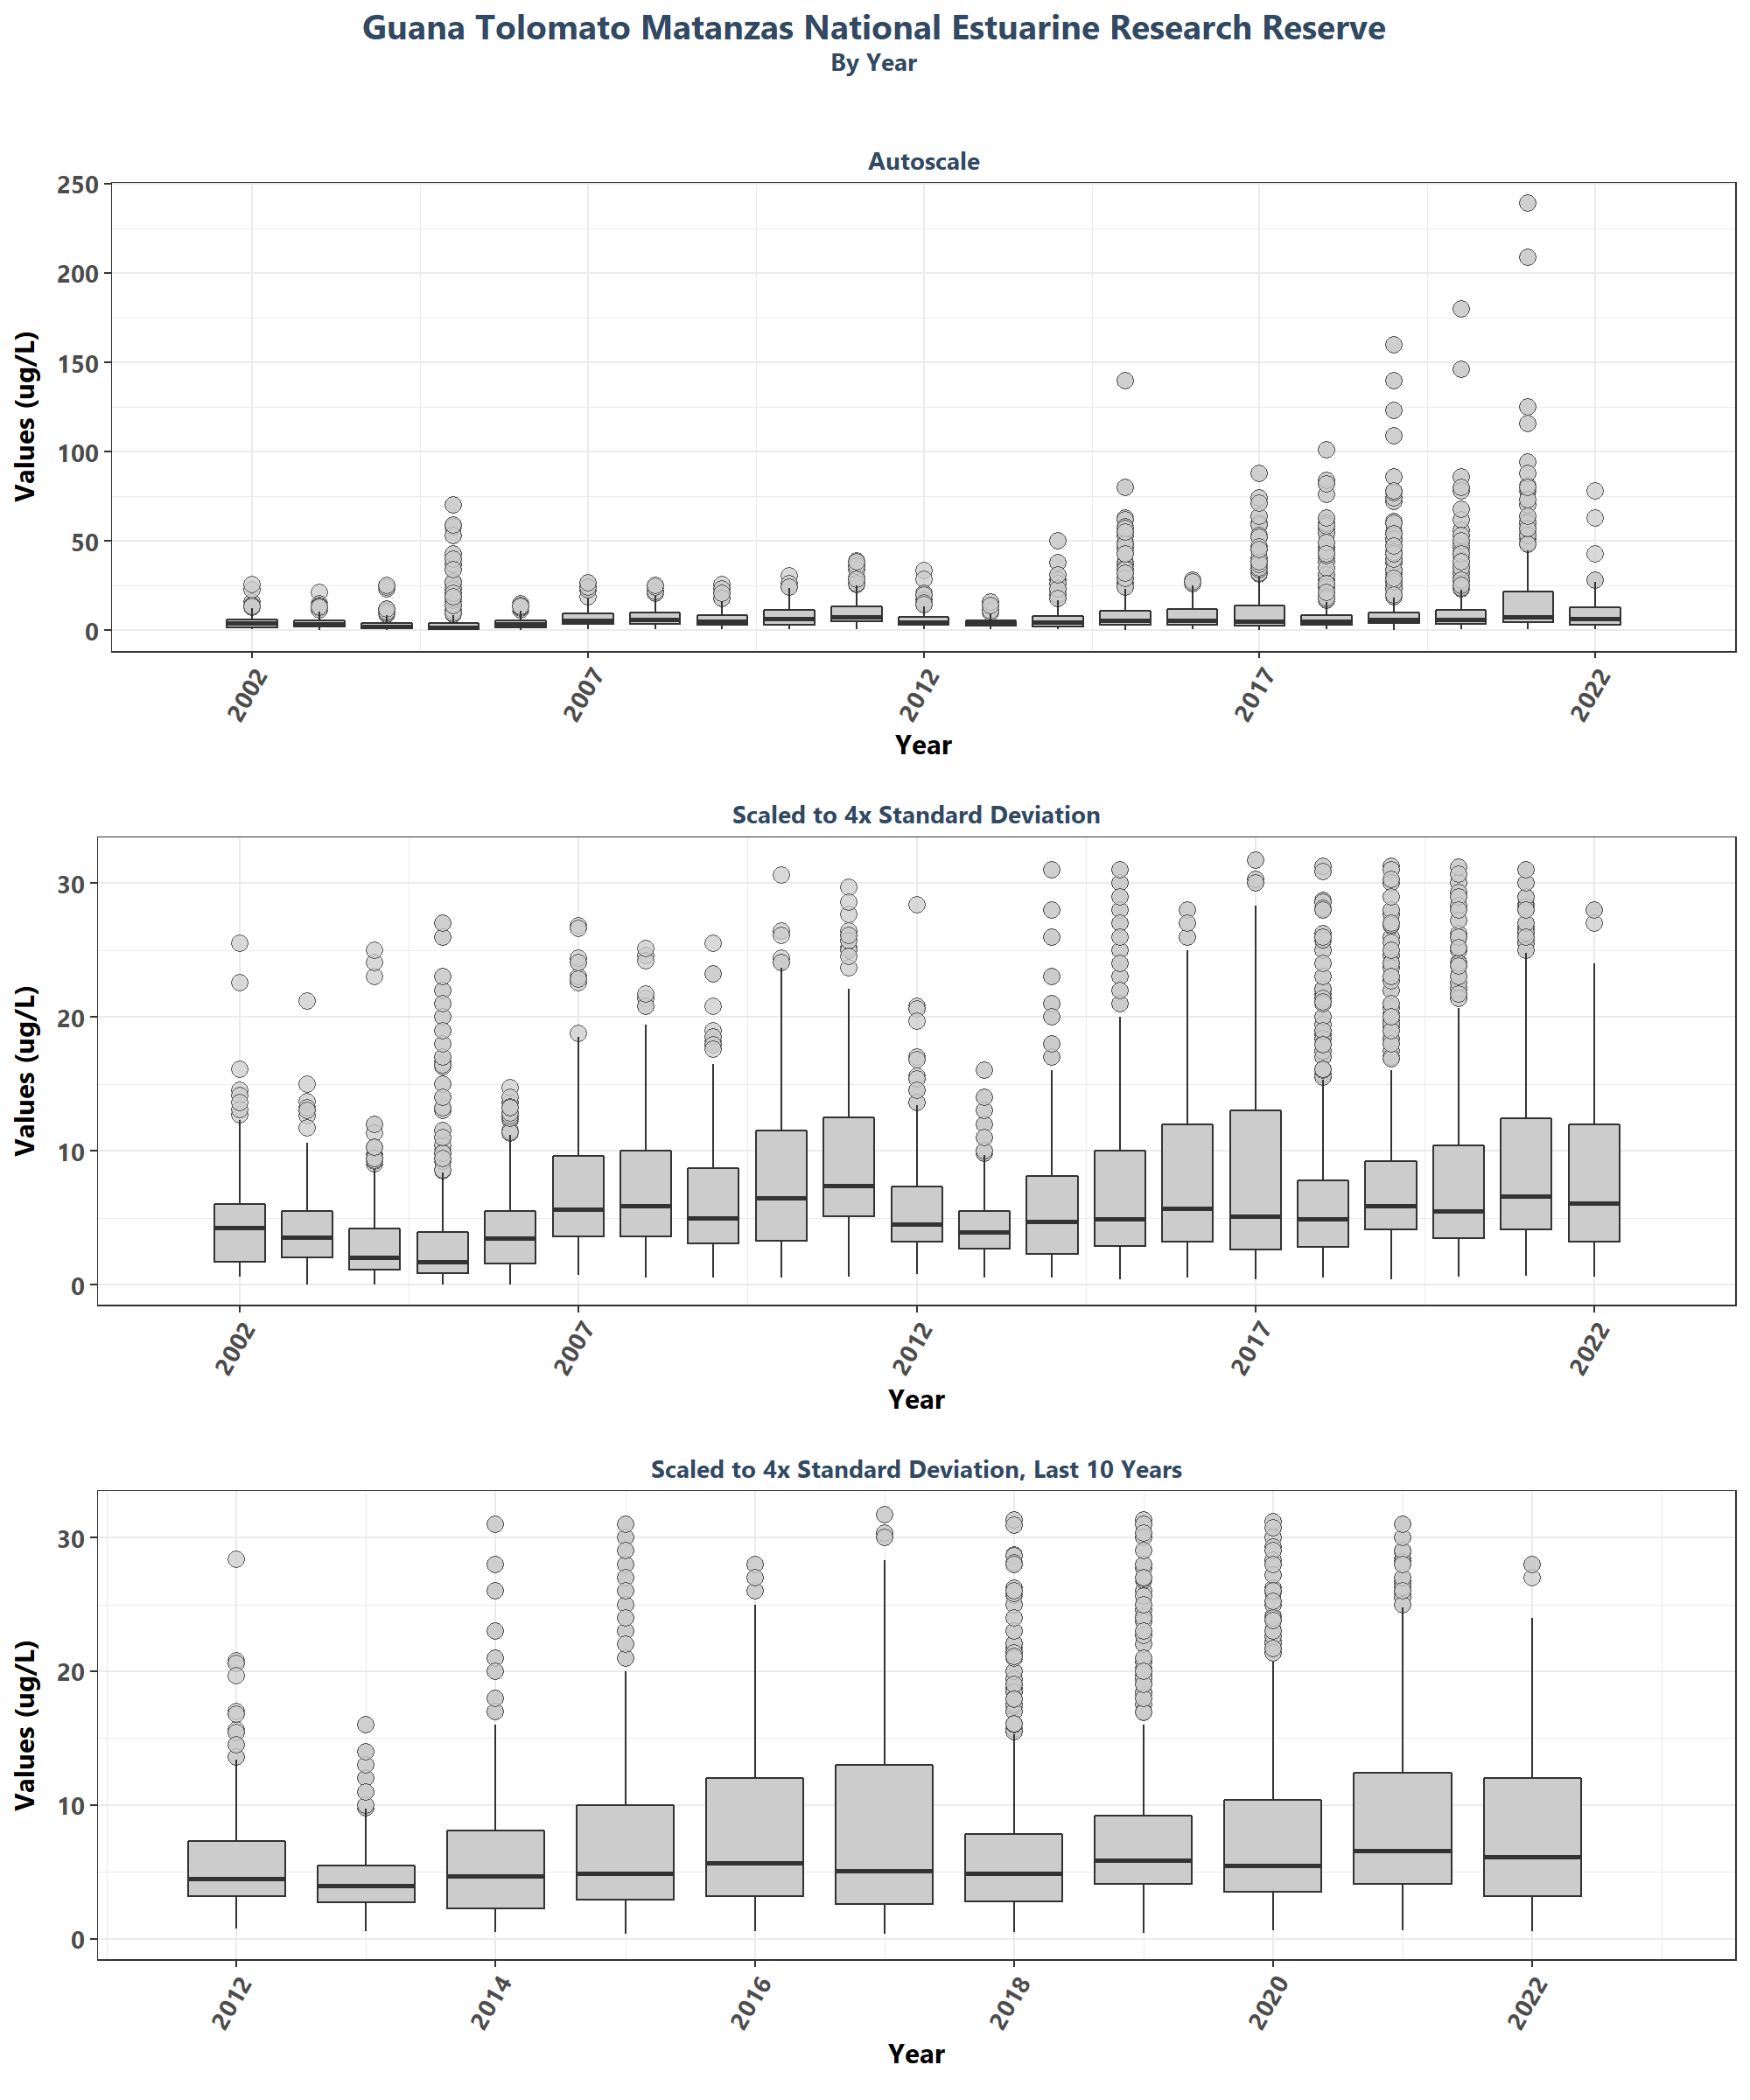 Guana Tolomato Matanzas National Estuarine Research Reserve
By Year
Autoscale
Values (ug/L)
250
200
150
100
50
0
2002
2007
2012
2017
2022
Year
Scaled to 4x Standard Deviation
Values (ug/L)
30
20
10
0
2002
2007
2012
2017
2022
Year
Scaled to 4x Standard Deviation, Last 10 Years
Values (ug/L)
30
20
10
0
2012
2014
2016
2018
2020
2022
Year